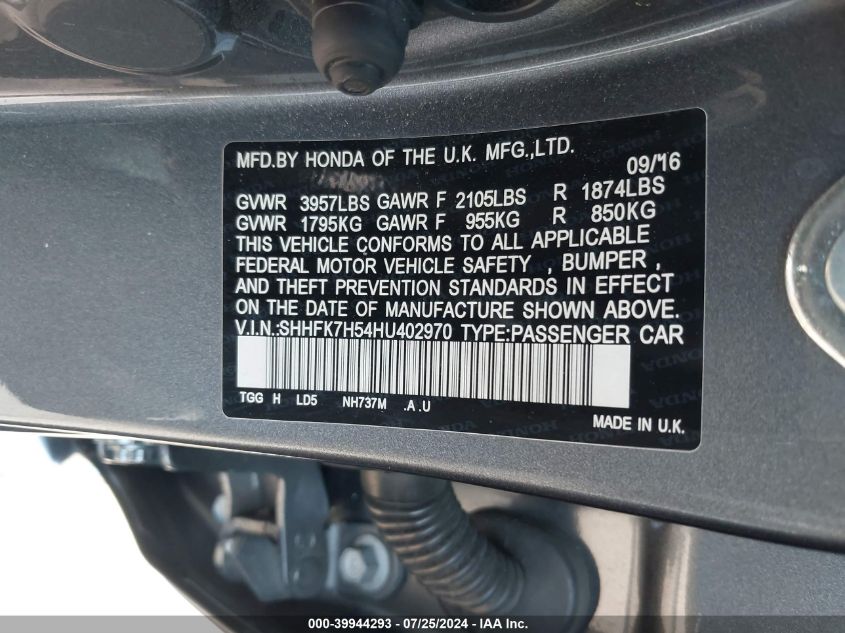 MFD.BY HONDA OF THE U.K. MFG.,LTD.
09/16
GVWR 3957LBS GAWR F 2105LBS R 1874LBS
GVWR 1795KG GAWR F 955KG R 850KG
THIS VEHICLE CONFORMS TO ALL APPLICABLE
FEDERAL MOTOR VEHICLE SAFETY , BUMPER ,
AND THEFT PREVENTION STANDARDS IN EFFECT
ON THE DATE OF MANUFACTURE SHOWN ABOVE.
V.I.N.:SHHFK7H54HU402970 TYPE:PASSENGER CAR
TGG H LD5 NH737M .A .U
MADE IN U.K.
000-39944293 - 07/25/2024 - IAA Inc.